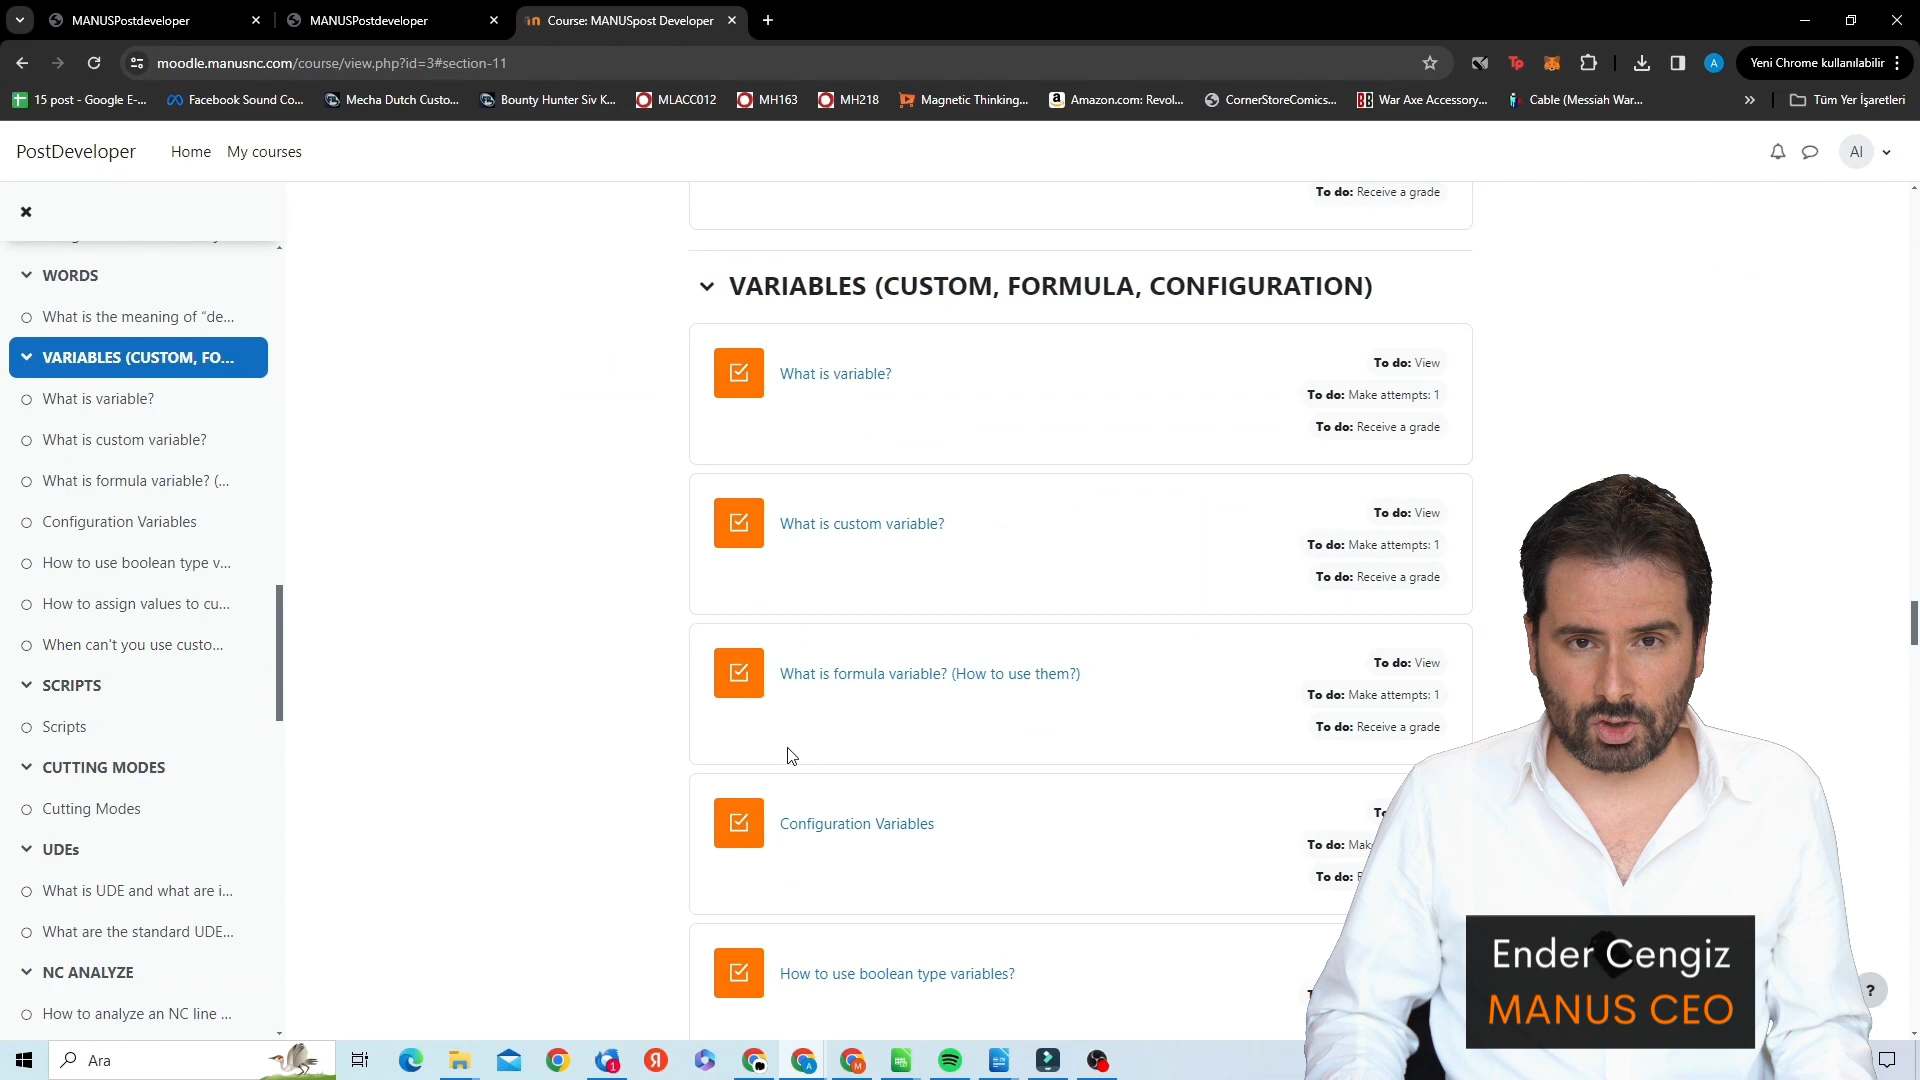 MANUSPostdeveloper
MANUSPostdeveloper
Course: MANUSpost Developer
moodle.manusnc.com/course/view.php?id=3#section-11
Yeni Chrome kullanılabilir
15 post - Google E-...
Facebook Sound Co...
Mecha Dutch Custo...
Bounty Hunter Siv K...
MLACC012
MH163
MH218
Magnetic Thinking...
Amazon.com: Revol...
CornerStoreComics...
War Axe Accessory...
Cable (Messiah War...
Tüm Yer İşaretleri
PostDeveloper
Home
My courses
AI
WORDS
What is the meaning of “de...
VARIABLES (CUSTOM, FO...
What is variable?
What is custom variable?
What is formula variable? (...
Configuration Variables
How to use boolean type v...
How to assign values to cu...
When can't you use custo...
SCRIPTS
Scripts
CUTTING MODES
Cutting Modes
UDEs
What is UDE and what are i...
What are the standard UDE...
NC ANALYZE
How to analyze an NC line ...
To do: Receive a grade
VARIABLES (CUSTOM, FORMULA, CONFIGURATION)
What is variable?
To do: View
To do: Make attempts: 1
To do: Receive a grade
What is custom variable?
To do: View
To do: Make attempts: 1
To do: Receive a grade
What is formula variable? (How to use them?)
To do: View
To do: Make attempts: 1
To do: Receive a grade
Configuration Variables
To do:
To do:
How to use boolean type variables?
Ender Cengiz
MANUS CEO
?
Ara